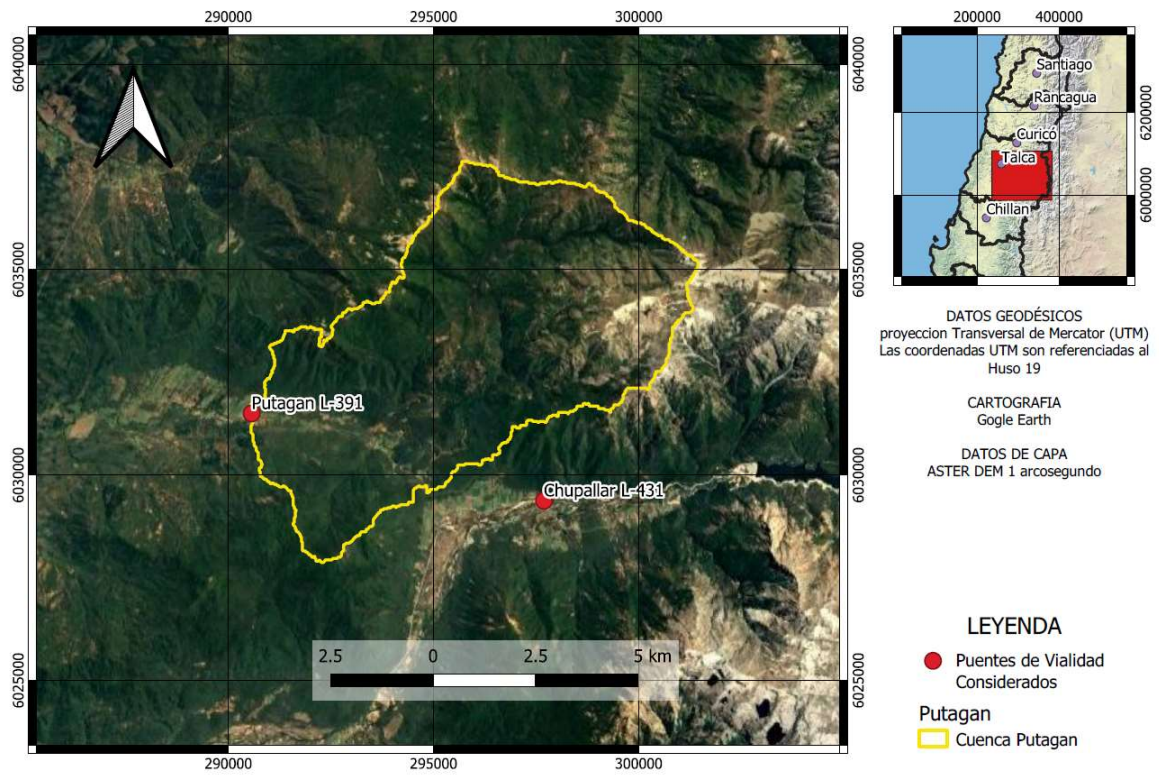 290000 295000 300000
6040000 6040000
6035000 6035000
Putagan L-391
6030000 6030000
Chupallar L-431
2.5 0 2.5 5 km
6025000 6025000
290000 295000 300000
200000 400000
Santiago
Rancagua
6200000
Curicó
Talca
6000000
Chillan
DATOS GEODÉSICOS
proyeccion Transversal de Mercator (UTM)
Las coordenadas UTM son referenciadas al
Huso 19
CARTOGRAFIA
Gogle Earth
DATOS DE CAPA
ASTER DEM 1 arcosegundo
LEYENDA
Puentes de Vialidad
Considerados
Putagan
Cuenca Putagan